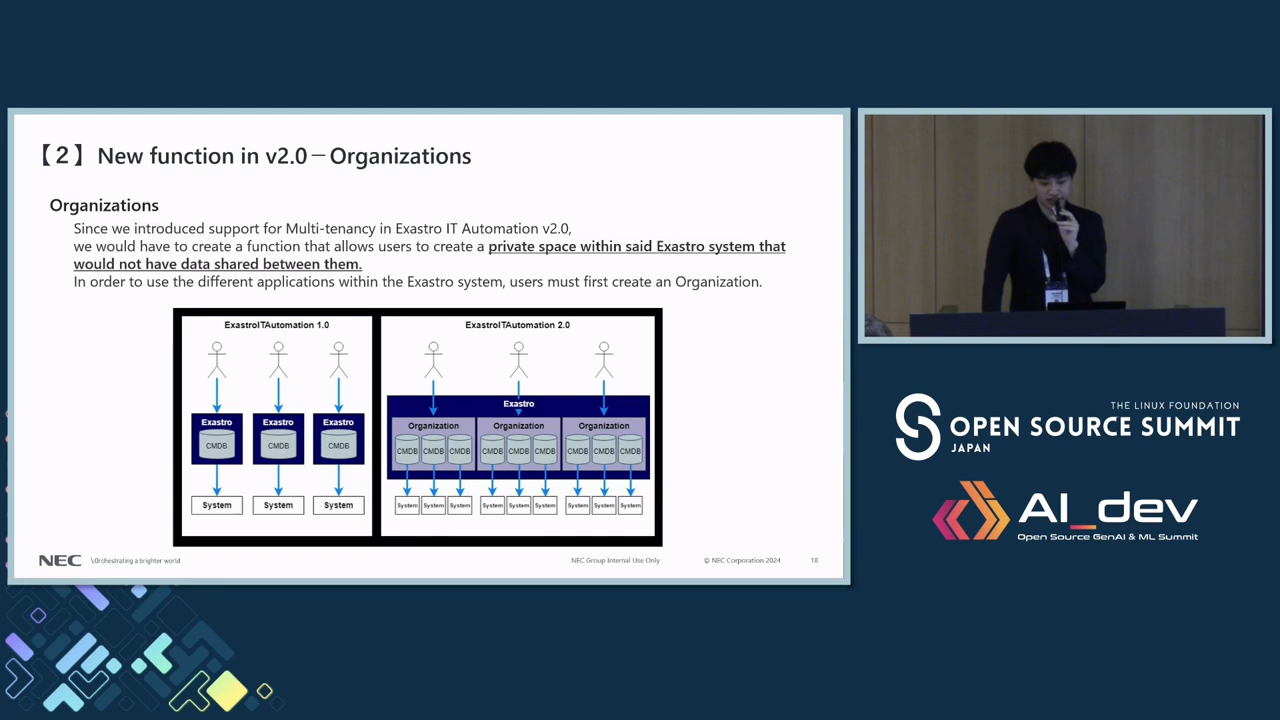 【2】 New function in v2.0－Organizations
Organizations
Since we introduced support for Multi-tenancy in Exastro IT Automation v2.0,
we would have to create a function that allows users to create a private space within said Exastro system that
would not have data shared between them.
In order to use the different applications within the Exastro system, users must first create an Organization.
ExastroITAutomation 1.0
Exastro Exastro Exastro
CMDB CMDB CMDB
System System System
ExastroITAutomation 2.0
Exastro
Organization Organization Organization
CMDB CMDB CMDB CMDB CMDB CMDB CMDB CMDB CMDB
System System System System System System System System System
NEC \Orchestrating a brighter world
NEC Group Internal Use Only
© NEC Corporation 2024
18
THE LINUX FOUNDATION
OPEN SOURCE SUMMIT
JAPAN
AI_dev
Open Source GenAI & ML Summit